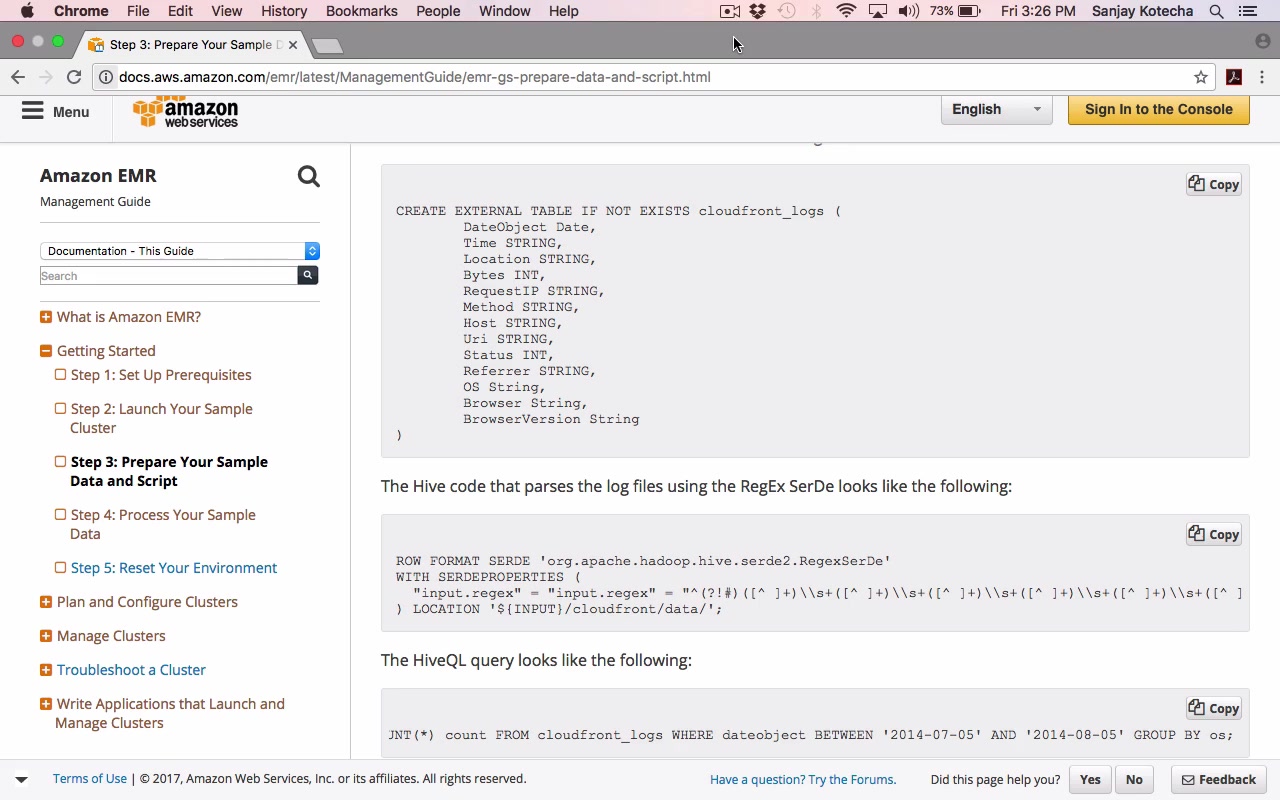 Chrome File Edit View History Bookmarks People Window Help 73% Fri 3:26 PM Sanjay Kotecha
Step 3: Prepare Your Sample D
docs.aws.amazon.com/emr/latest/ManagementGuide/emr-gs-prepare-data-and-script.html
Menu
amazon
web services
English
Sign In to the Console
Amazon EMR
Management Guide
Documentation - This Guide
Search
What is Amazon EMR?
Getting Started
Step 1: Set Up Prerequisites
Step 2: Launch Your Sample
Cluster
Step 3: Prepare Your Sample
Data and Script
Step 4: Process Your Sample
Data
Step 5: Reset Your Environment
Plan and Configure Clusters
Manage Clusters
Troubleshoot a Cluster
Write Applications that Launch and
Manage Clusters
Copy
CREATE EXTERNAL TABLE IF NOT EXISTS cloudfront_logs (
DateObject Date,
Time STRING,
Location STRING,
Bytes INT,
RequestIP STRING,
Method STRING,
Host STRING,
Uri STRING,
Status INT,
Referrer STRING,
OS String,
Browser String,
BrowserVersion String
)
The Hive code that parses the log files using the RegEx SerDe looks like the following:
Copy
ROW FORMAT SERDE 'org.apache.hadoop.hive.serde2.RegexSerDe'
WITH SERDEPROPERTIES (
"input.regex" = "input.regex" = "^(?!#)([^ ]+)\\s+([^ ]+)\\s+([^ ]+)\\s+([^ ]+)\\s+([^ ]+)\\s+([^ ]
) LOCATION '${INPUT}/cloudfront/data/';
The HiveQL query looks like the following:
Copy
UNT(*) count FROM cloudfront_logs WHERE dateobject BETWEEN '2014-07-05' AND '2014-08-05' GROUP BY os;
Terms of Use | © 2017, Amazon Web Services, Inc. or its affiliates. All rights reserved.
Have a question? Try the Forums.
Did this page help you?
Yes
No
Feedback